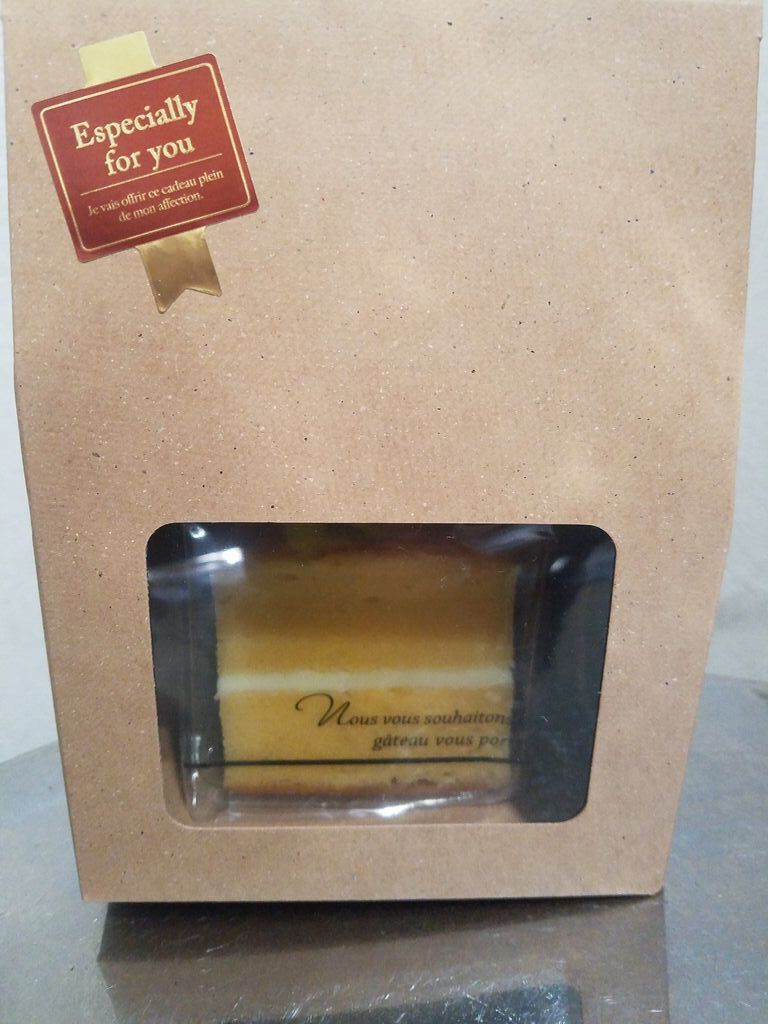 Especially
for you
Je vais offrir ce cadeau plein
de mon affection.
Nous vous souhaitons
gâteau vous por